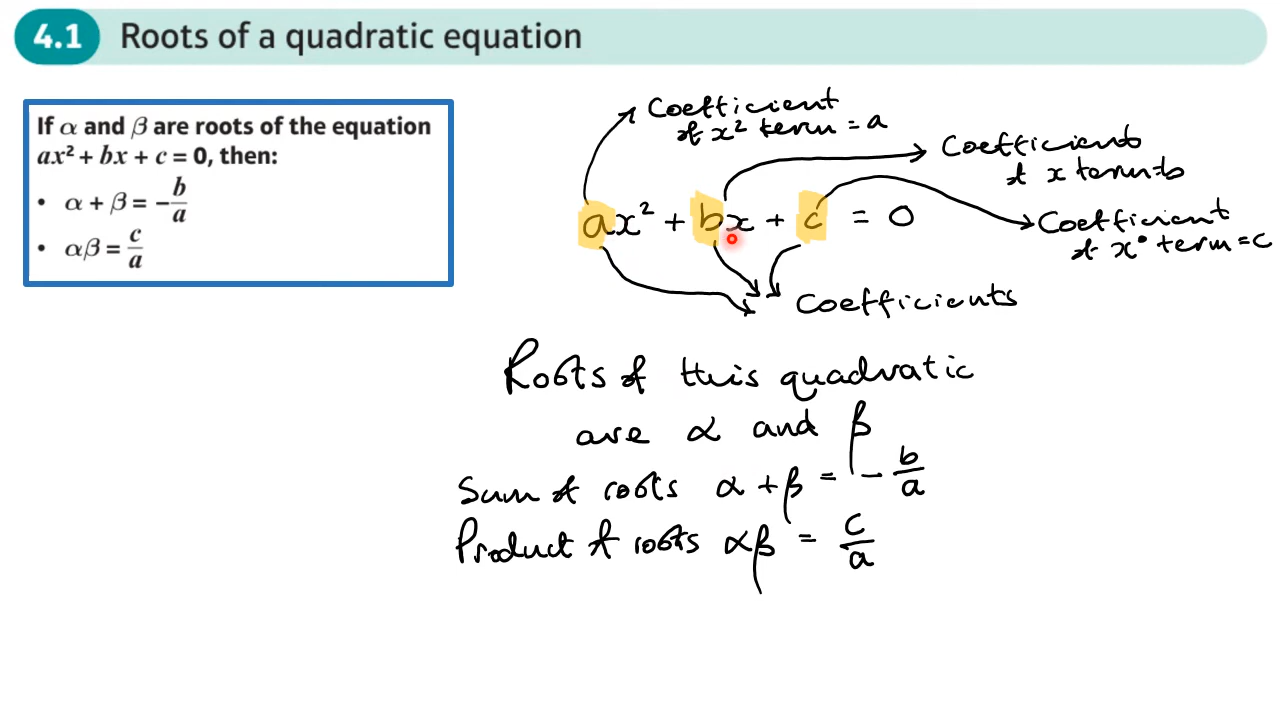 4.1 Roots of a quadratic equation
If α and β are roots of the equation
ax² + bx + c = 0, then:
• α + β = -b/a
• αβ = c/a
Coefficient
of x² term = a
Coefficient
of x term = b
ax² + bx + c = 0
Coefficient
of x⁰ term = c
Coefficients
Roots of this quadratic
are α and β
Sum of roots α + β = - b/a
Product of roots αβ = c/a